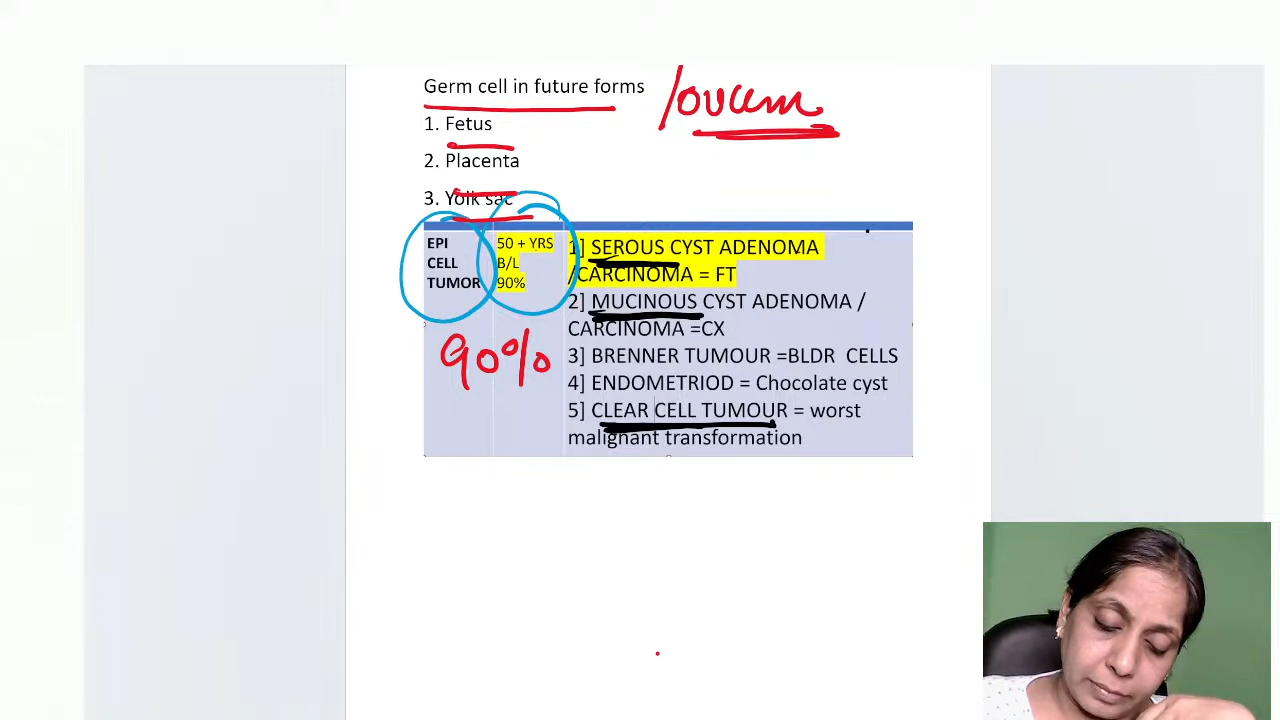 Germ cell in future forms
/ovum
1. Fetus
2. Placenta
3. Yolk sac
EPI
CELL
TUMOR
50 + YRS
B/L
90%
90%
1] SEROUS CYST ADENOMA
/CARCINOMA = FT
2] MUCINOUS CYST ADENOMA /
CARCINOMA =CX
3] BRENNER TUMOUR =BLDR CELLS
4] ENDOMETRIOD = Chocolate cyst
5] CLEAR CELL TUMOUR = worst
malignant transformation